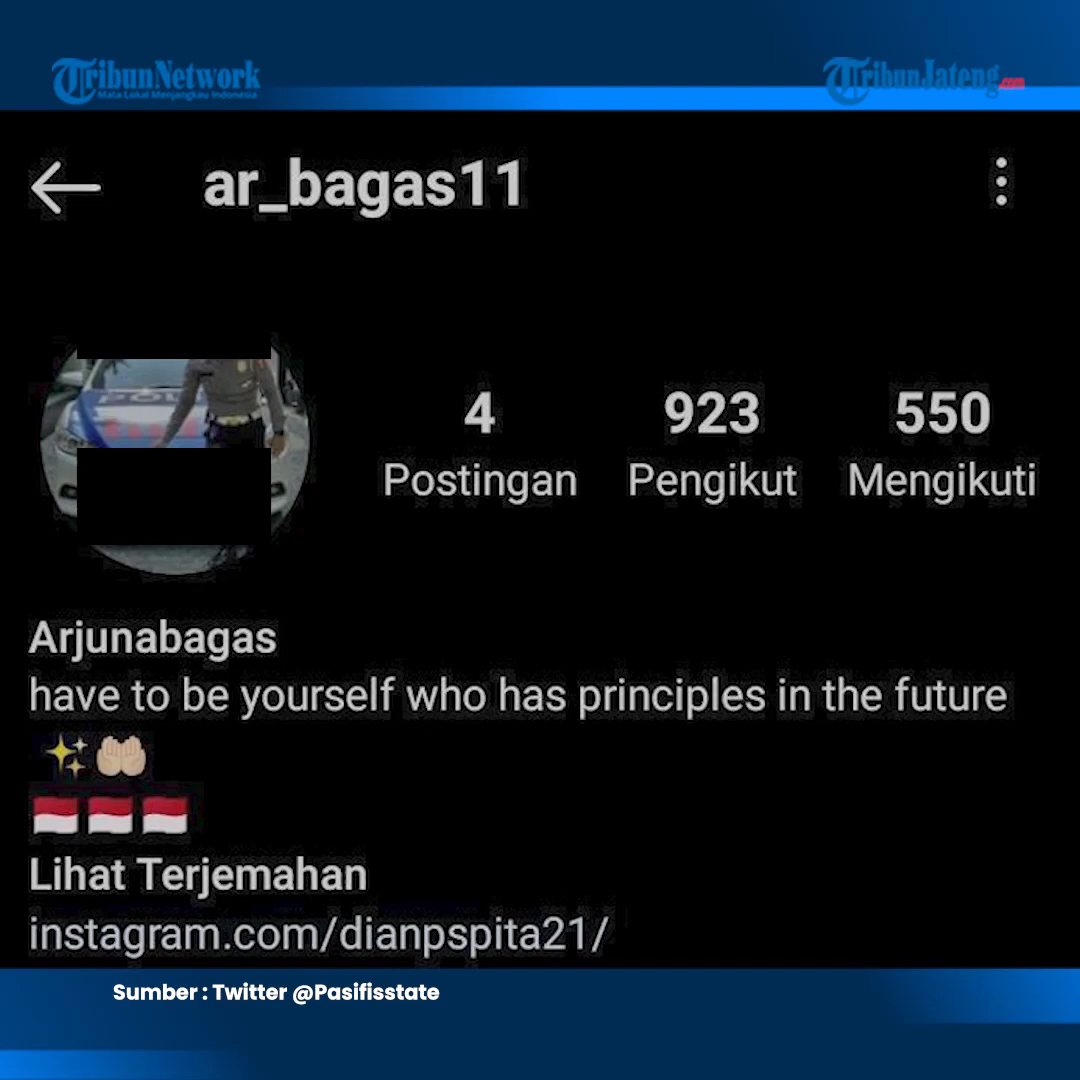 TribunNetwork
Mata Lokal Menjangkau Indonesia
TribunJateng.com
ar_bagas11
4
923
550
Postingan
Pengikut
Mengikuti
Arjunabagas
have to be yourself who has principles in the future
Lihat Terjemahan
instagram.com/dianpspita21/
Sumber : Twitter @Pasifisstate